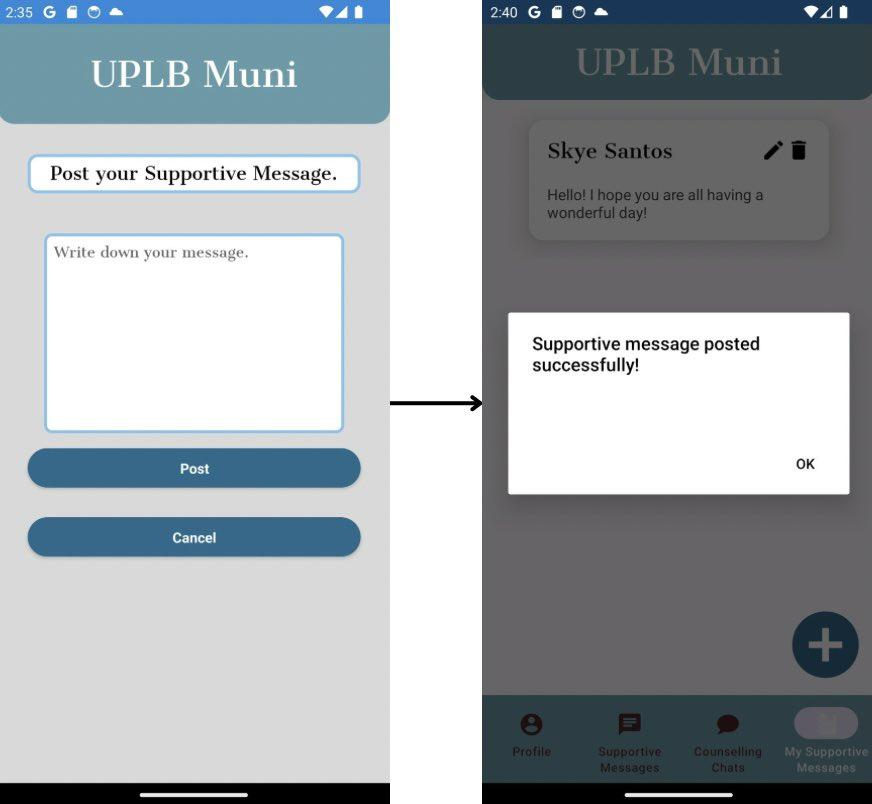 2:35
UPLB Muni
Post your Supportive Message.
Write down your message.
Post
Cancel
2:40
UPLB Muni
Skye Santos
Hello! I hope you are all having a
wonderful day!
Supportive message posted
successfully!
OK
Profile
Supportive
Messages
Counselling
Chats
My Supportive
Messages